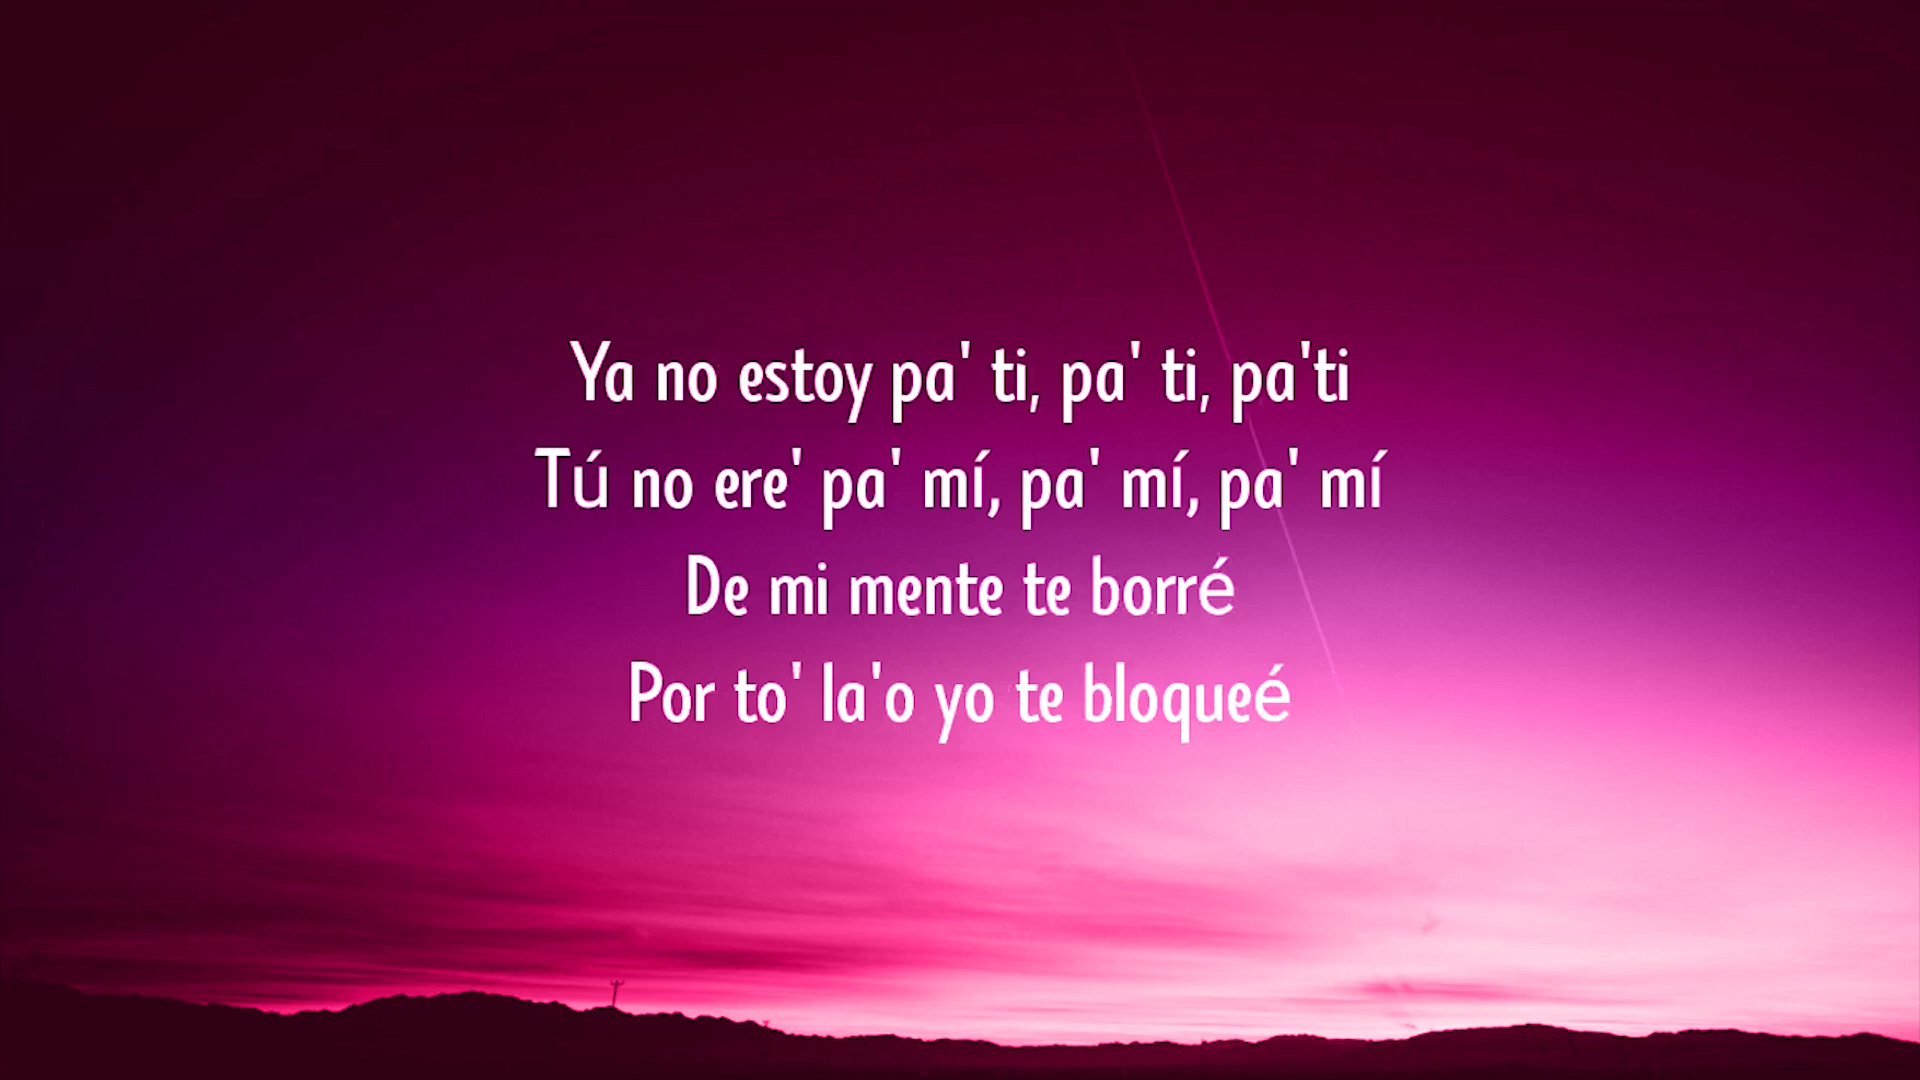 Ya no estoy pa' ti, pa' ti, pa'ti
Tú no ere' pa' mí, pa' mí, pa' mí
De mi mente te borré
Por to' la'o yo te bloqueé